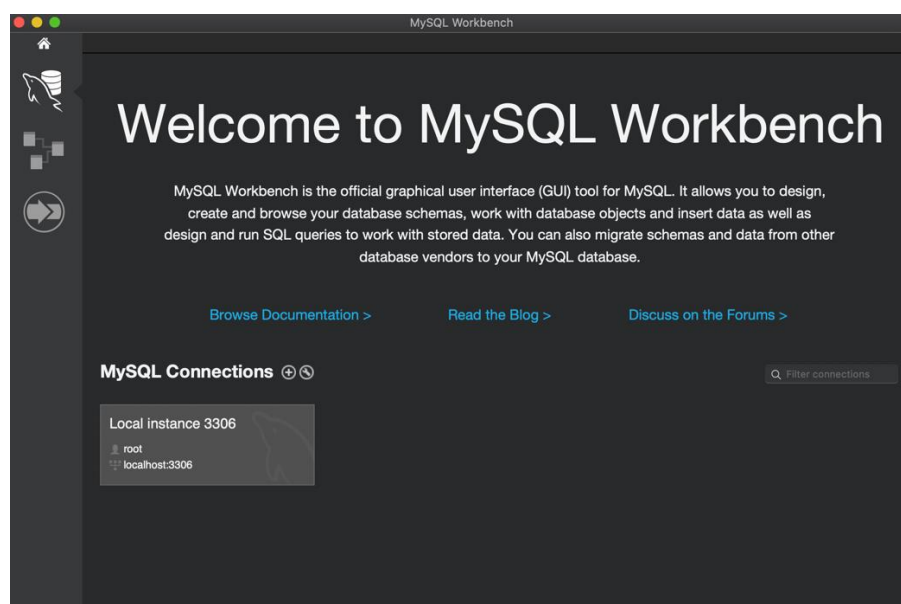 MySQL Workbench
Welcome to MySQL Workbench
MySQL Workbench is the official graphical user interface (GUI) tool for MySQL. It allows you to design,
create and browse your database schemas, work with database objects and insert data as well as
design and run SQL queries to work with stored data. You can also migrate schemas and data from other
database vendors to your MySQL database.
Browse Documentation >
Read the Blog >
Discuss on the Forums >
MySQL Connections
Filter connections
Local instance 3306
root
localhost:3306